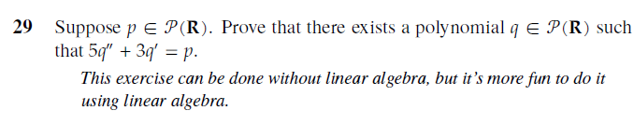 29 Suppose p ∈ 𝒫(R). Prove that there exists a polynomial q ∈ 𝒫(R) such
that 5q″ + 3q′ = p.
This exercise can be done without linear algebra, but it's more fun to do it
using linear algebra.